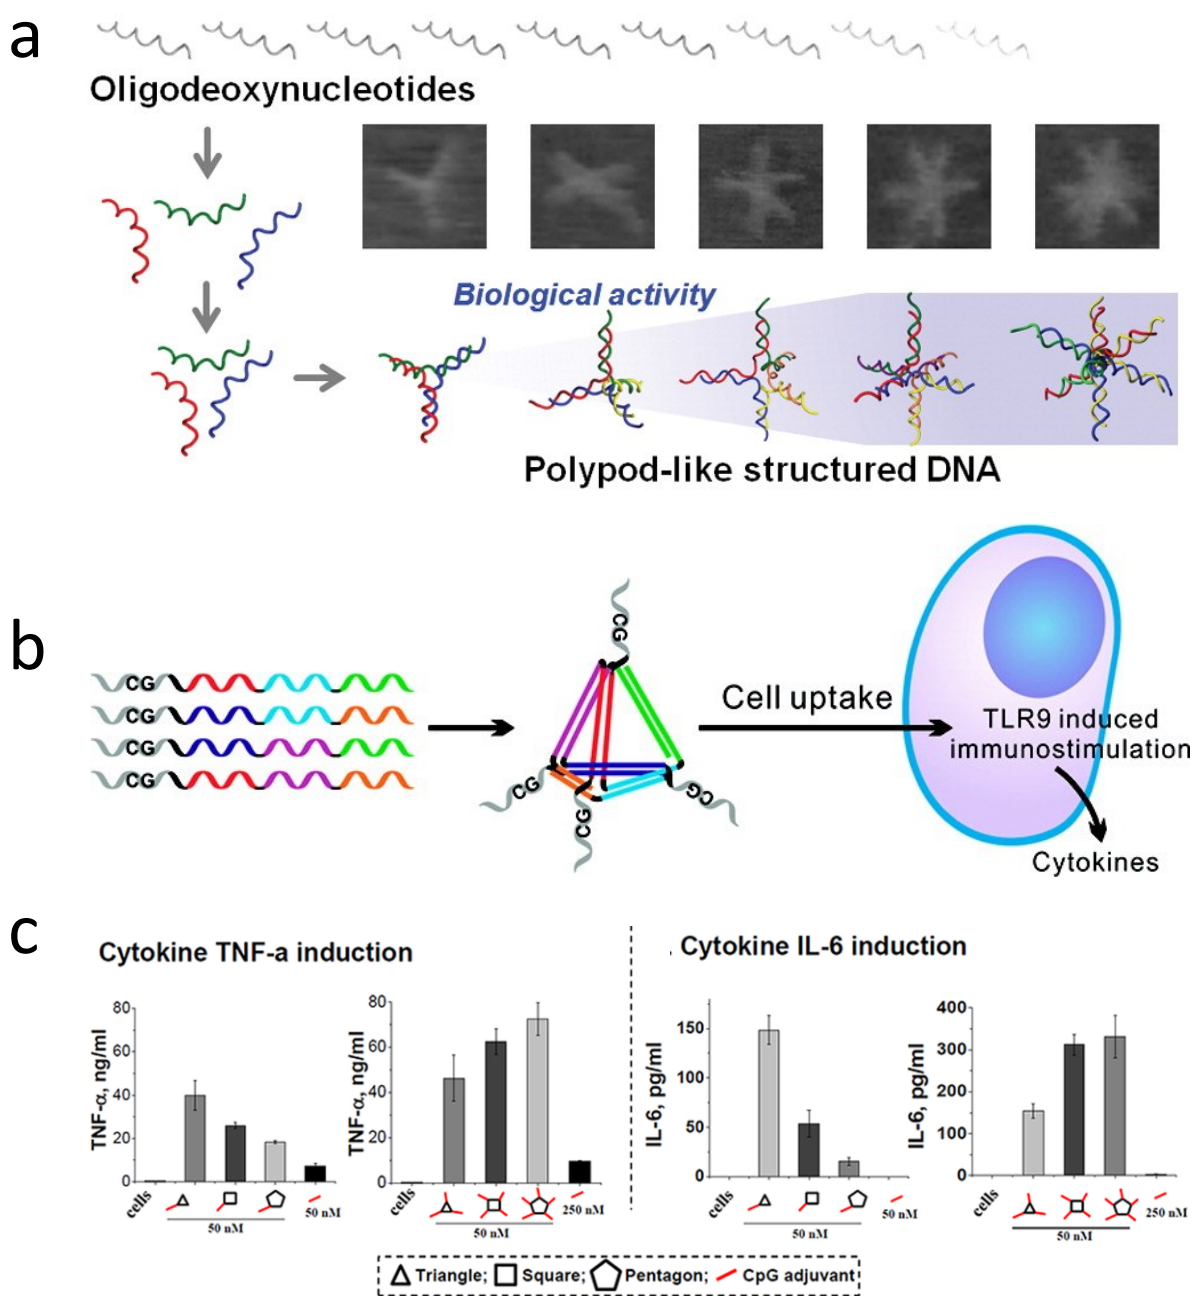 a
Oligodeoxynucleotides
Biological activity
Polypod-like structured DNA
b
CG
CG
CG
CG
CG
CG
CG
CG
Cell uptake
TLR9 induced
immunostimulation
Cytokines
c
Cytokine TNF-a induction
TNF-α, ng/ml
80
60
40
20
0
cells
50 nM
50 nM
TNF-α, ng/ml
80
60
40
20
0
cells
50 nM
250 nM
. Cytokine IL-6 induction
IL-6, pg/ml
150
100
50
0
cells
50 nM
50 nM
IL-6, pg/ml
400
300
200
100
0
cells
50 nM
250 nM
Triangle; Square; Pentagon; CpG adjuvant